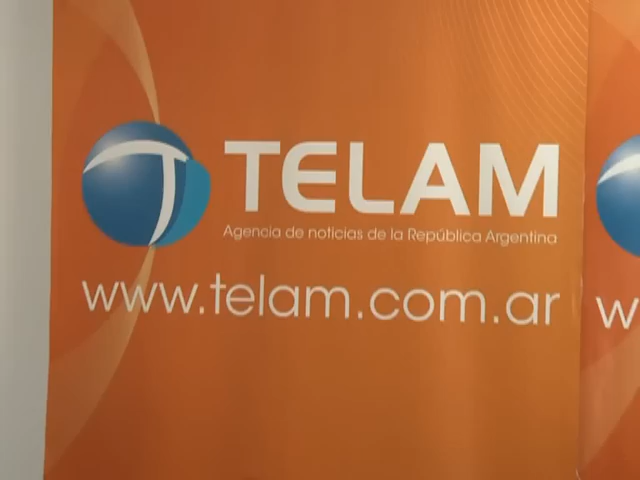 TELAM
Agencia de noticias de la República Argentina
www.telam.com.ar
w